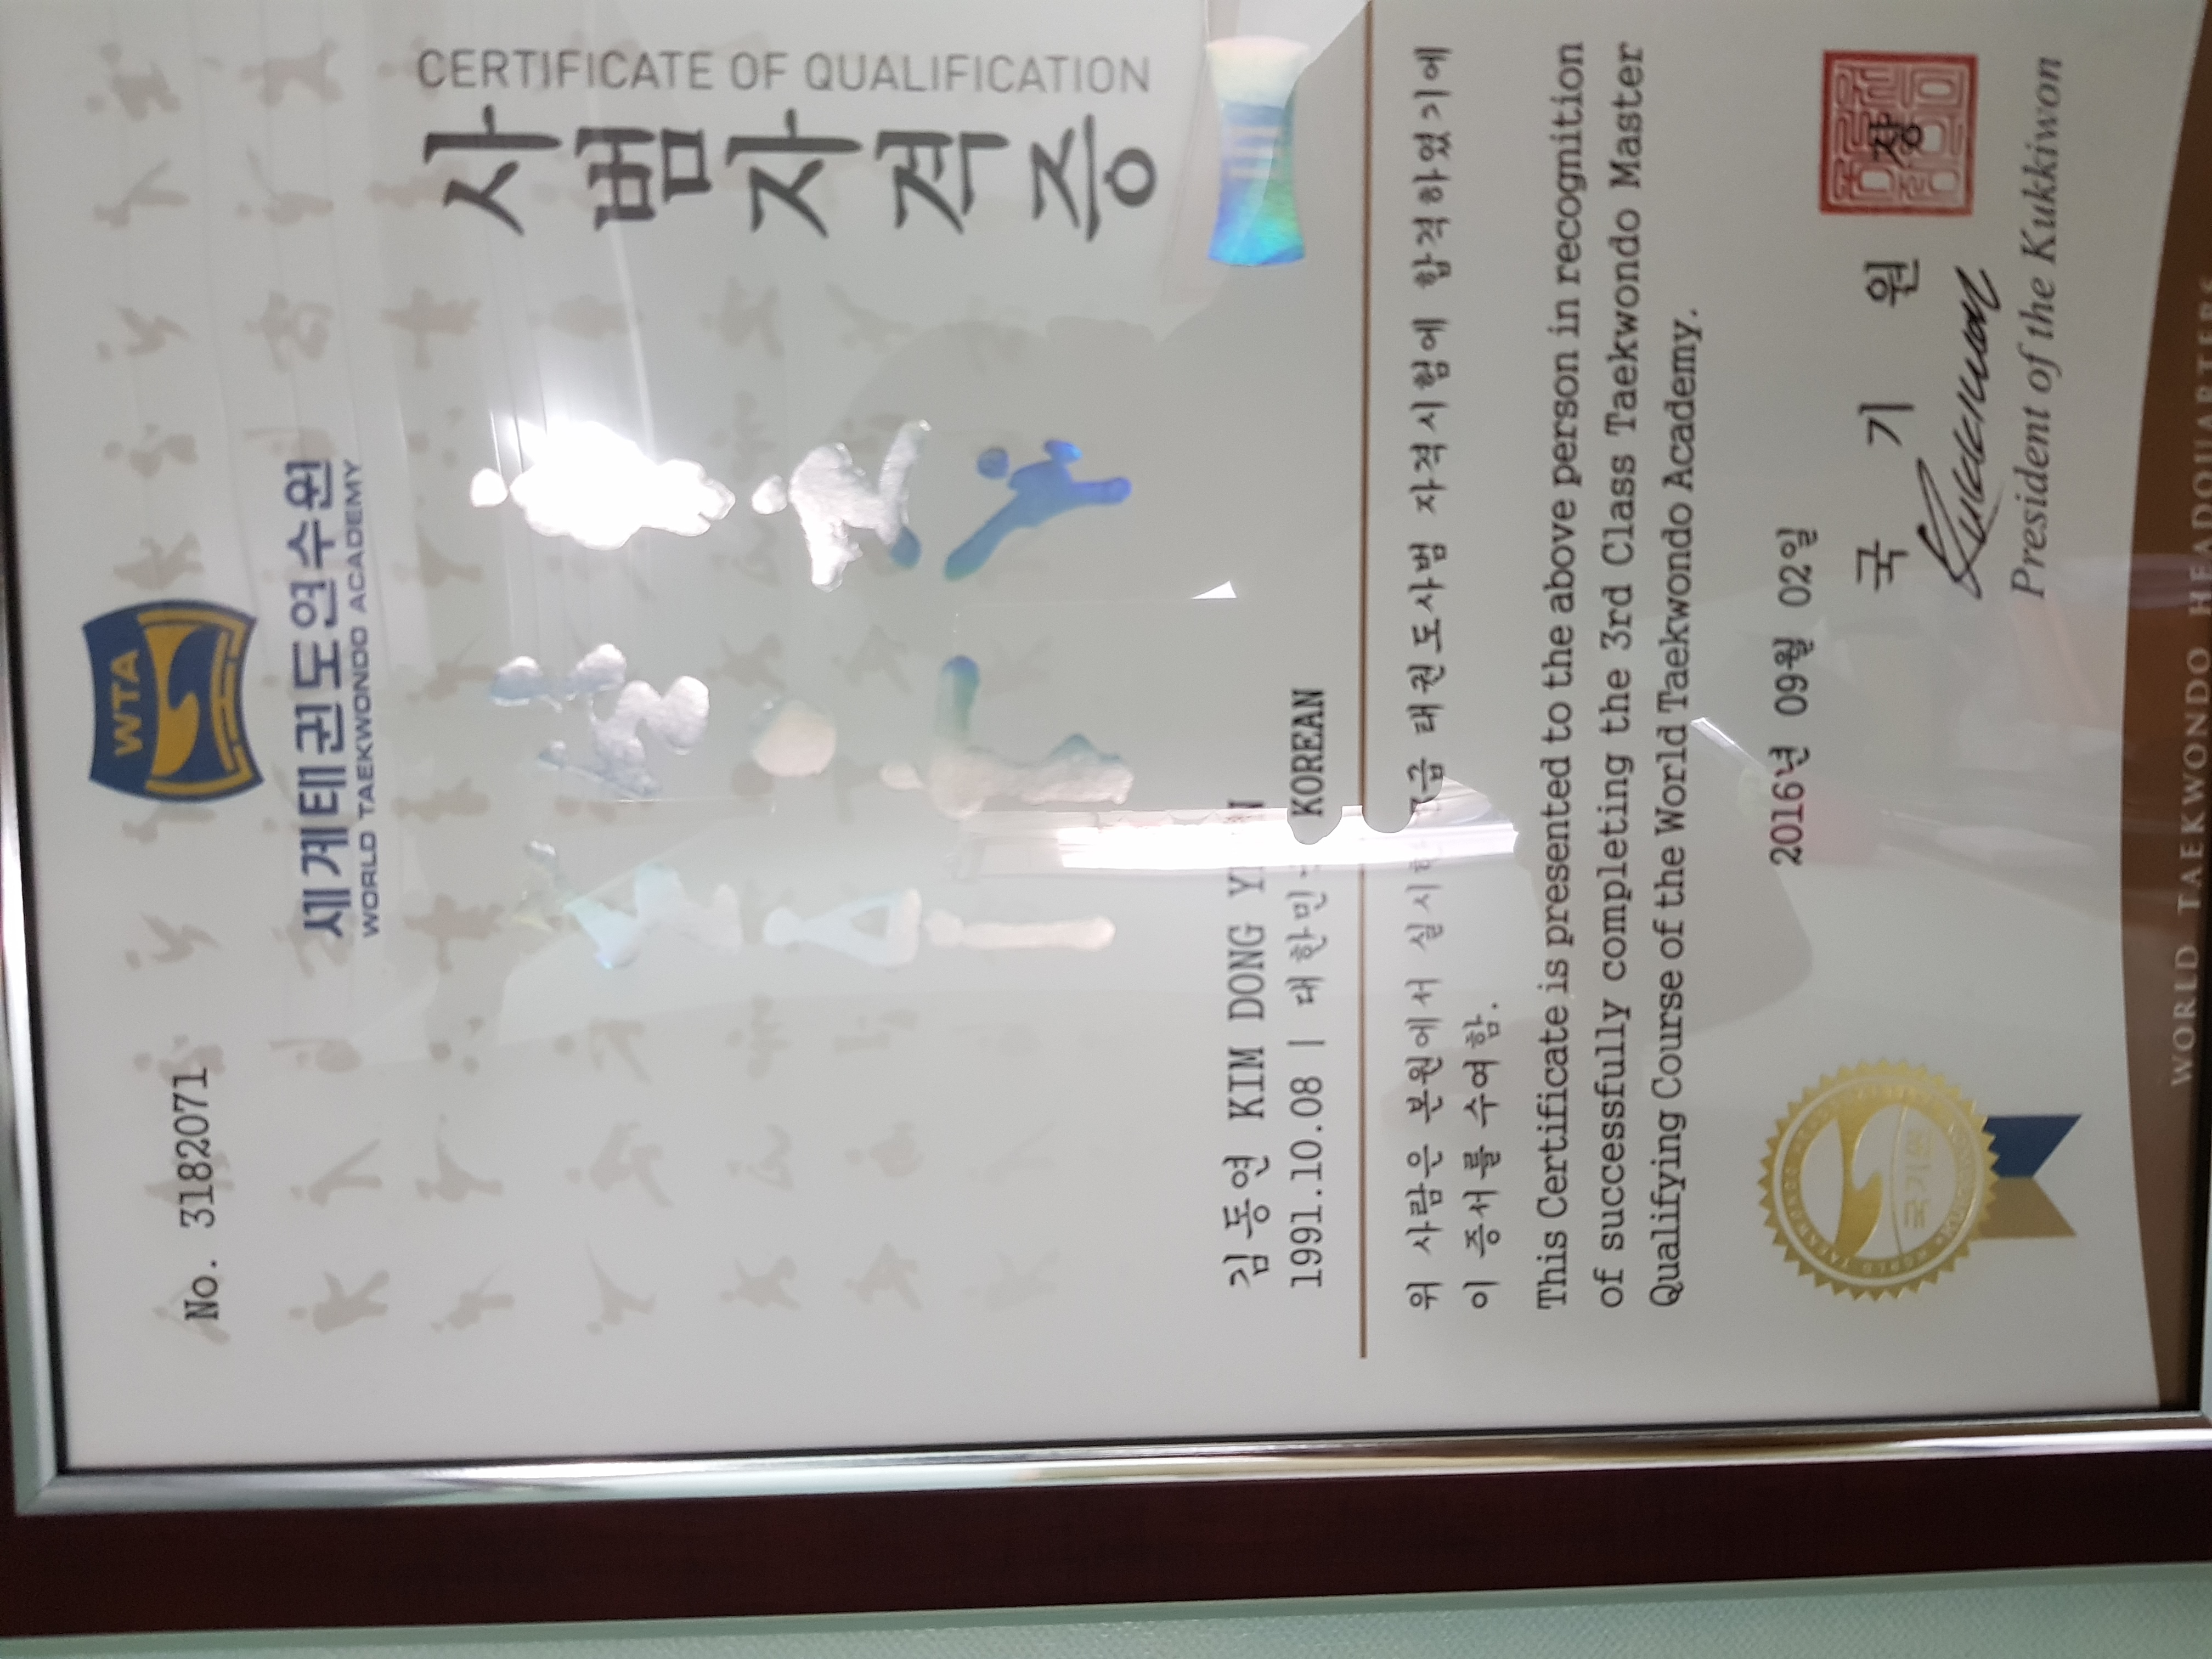 No. 3182071
WTA
세계태권도연수원
WORLD TAEKWONDO ACADEMY
CERTIFICATE OF QUALIFICATION
사범자격증
김동연 KIM DONG
1991.10.08 | 대한민 KOREAN
위 사람은 본원에서 급 태권도사범 자격시험에 합격하였기에
이 증서를 수여함.
This Certificate is presented to the above person in recognition
of successfully completing the 3rd Class Taekwondo Master
Qualifying Course of the World Taekwondo Academy.
2016년 09월 02일
국기원
장
President of the Kukkiwon
국기원
WORLD TAEKWONDO HEADQUARTERS